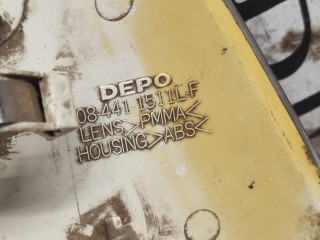 DEPO
08-441 1511L-F
LENS>PMMA<
HOUSING>ABS<